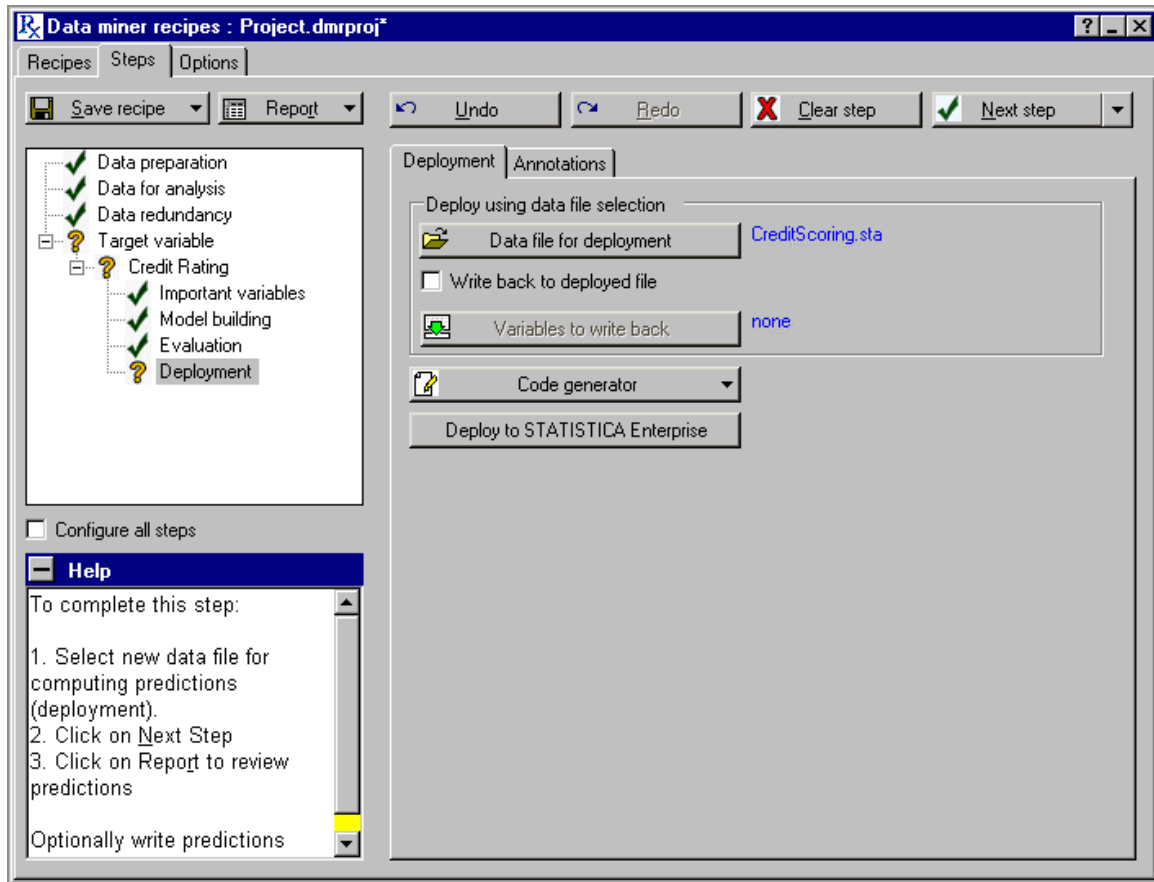 Rx Data miner recipes : Project.dmrproj*
Recipes Steps Options
Save recipe Report Undo Redo Clear step Next step
Data preparation
Data for analysis
Data redundancy
Target variable
Credit Rating
Important variables
Model building
Evaluation
Deployment
Configure all steps
Help
To complete this step:
1. Select new data file for
computing predictions
(deployment).
2. Click on Next Step
3. Click on Report to review
predictions
Optionally write predictions
Deployment Annotations
Deploy using data file selection
Data file for deployment CreditScoring.sta
Write back to deployed file
Variables to write back none
Code generator
Deploy to STATISTICA Enterprise